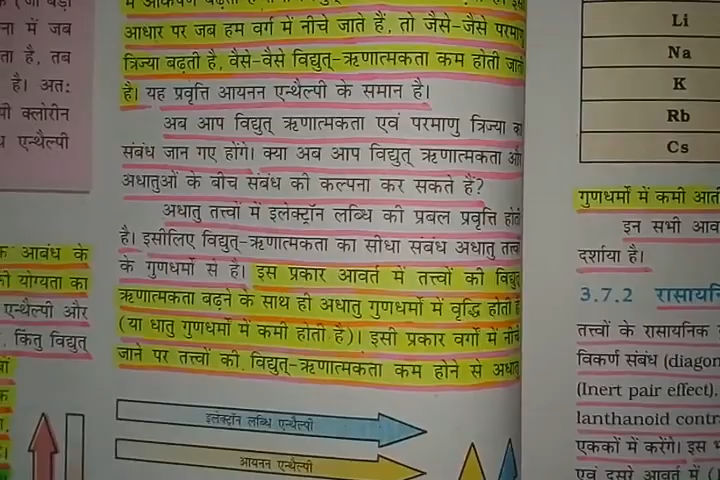 ना में जब
ता है, तब
है। अतः
क्लोरीन
एन्थैल्पी
आबंध के
की योग्यता का
एन्थैल्पी और
किंतु विद्युत्
आधार पर जब हम वर्ग में नीचे जाते हैं, तो जैसे-जैसे परमाणु
त्रिज्या बढ़ती है, वैसे-वैसे विद्युत्-ऋणात्मकता कम होती जाती
है। यह प्रवृत्ति आयनन एन्थैल्पी के समान है।
अब आप विद्युत् ऋणात्मकता एवं परमाणु त्रिज्या का
संबंध जान गए होंगे। क्या अब आप विद्युत् ऋणात्मकता और
अधातुओं के बीच संबंध की कल्पना कर सकते हैं?
अधातु तत्त्वों में इलेक्ट्रॉन लब्धि की प्रबल प्रवृत्ति होती
है। इसीलिए विद्युत्-ऋणात्मकता का सीधा संबंध अधातु तत्त्व
के गुणधर्मों से है। इस प्रकार आवर्त में तत्त्वों की विद्युत्
ऋणात्मकता बढ़ने के साथ ही अधातु गुणधर्मों में वृद्धि होती है
(या धातु गुणधर्मों में कमी होती है)। इसी प्रकार वर्गों में नीचे
जाने पर तत्त्वों की विद्युत्-ऋणात्मकता कम होने से अधातु
इलेक्ट्रॉन लब्धि एन्थैल्पी
आयनन एन्थैल्पी
Li
Na
K
Rb
Cs
गुणधर्मों में कमी आती
इन सभी आव
दर्शाया है।
3.7.2 रासायनि
तत्त्वों के रासायनिक
विकर्ण संबंध (diagon
(Inert pair effect),
lanthanoid contr
एककों में करेंगे। इस
एवं दूसरे आवर्त में (